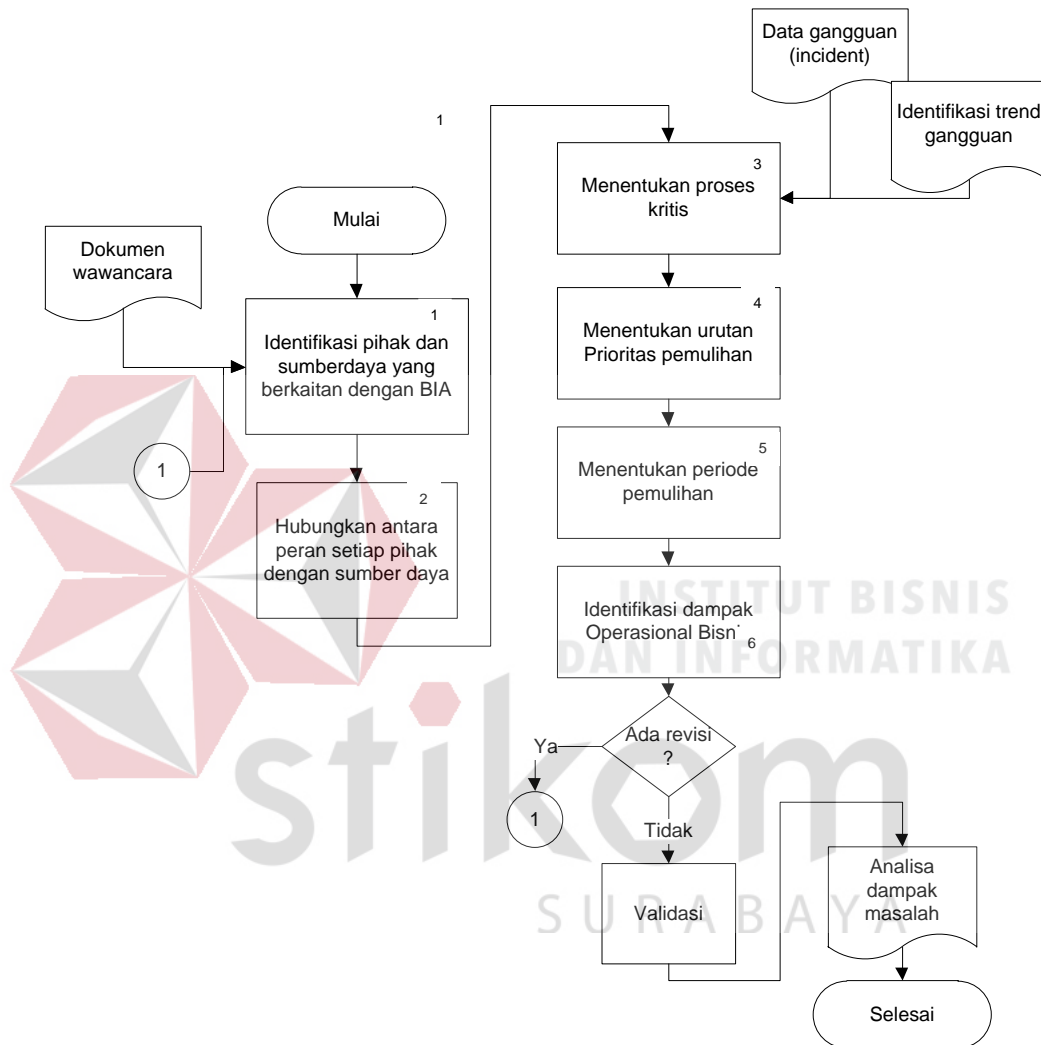 Data gangguan
(incident)
Identifikasi trend
gangguan
1
3
Menentukan proses
kritis
Mulai
Dokumen
wawancara
1
Identifikasi pihak dan
sumberdaya yang
berkaitan dengan BIA
1
2
Hubungkan antara
peran setiap pihak
dengan sumber daya
4
Menentukan urutan
Prioritas pemulihan
5
Menentukan periode
pemulihan
Identifikasi dampak
Operasional Bisni
6
Ada revisi
?
Ya
1
Tidak
Validasi
Analisa
dampak
masalah
Selesai
INSTITUT BISNIS
DAN INFORMATIKA
stikom
SURABAYA